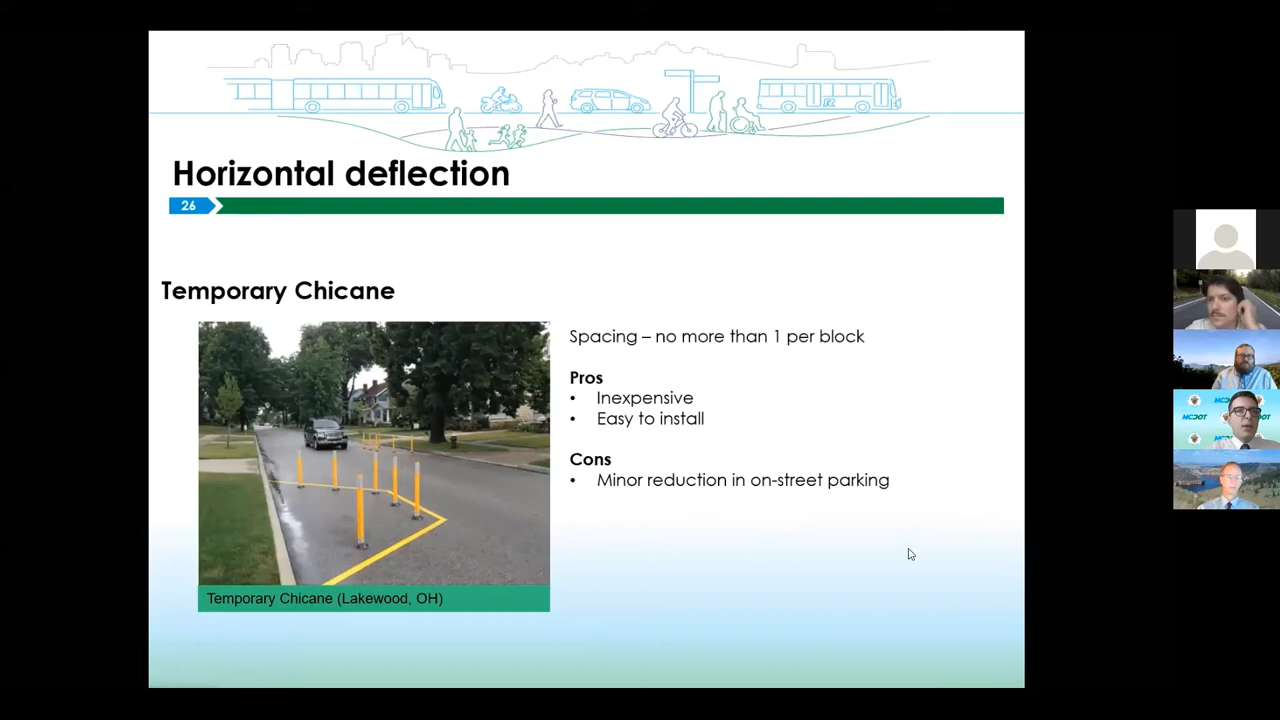 Horizontal deflection
26
Temporary Chicane
Spacing – no more than 1 per block
Pros
• Inexpensive
• Easy to install
Cons
• Minor reduction in on-street parking
Temporary Chicane (Lakewood, OH)
MCDOT